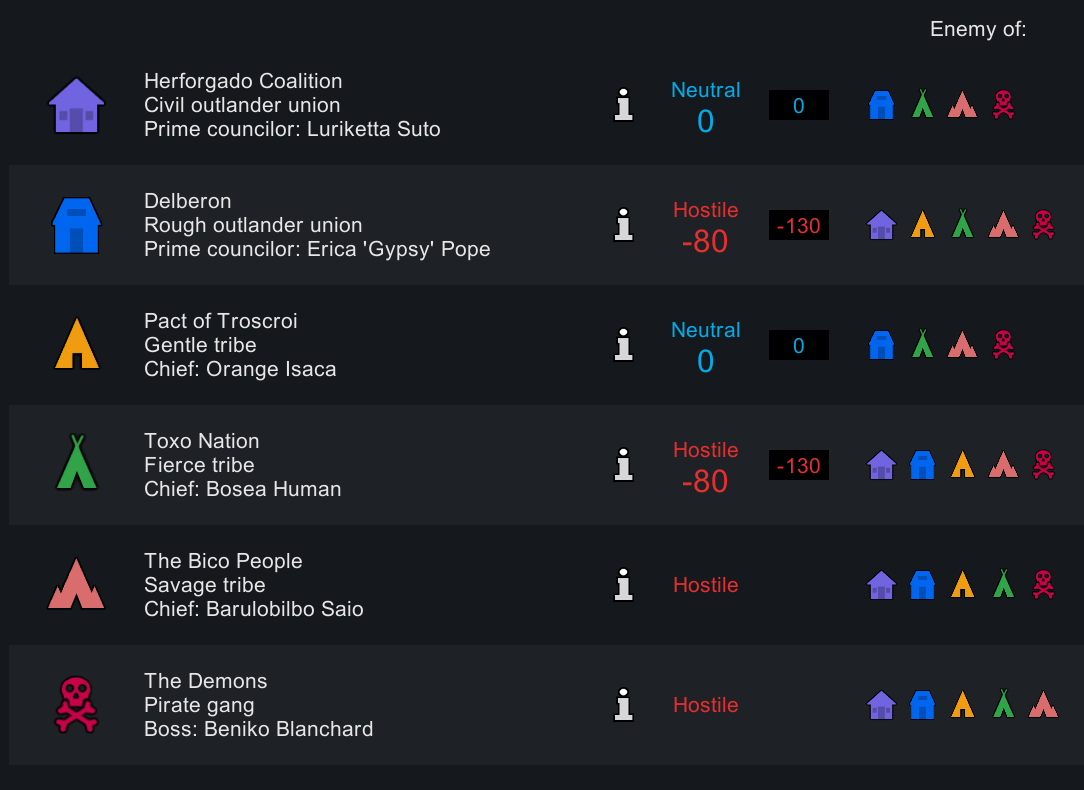 Enemy of:
Herforgado Coalition
Civil outlander union
Prime councilor: Luriketta Suto
Neutral
0
0
Delberon
Rough outlander union
Prime councilor: Erica 'Gypsy' Pope
Hostile
-80
-130
Pact of Troscroi
Gentle tribe
Chief: Orange Isaca
Neutral
0
0
Toxo Nation
Fierce tribe
Chief: Bosea Human
Hostile
-80
-130
The Bico People
Savage tribe
Chief: Barulobilbo Saio
Hostile
The Demons
Pirate gang
Boss: Beniko Blanchard
Hostile